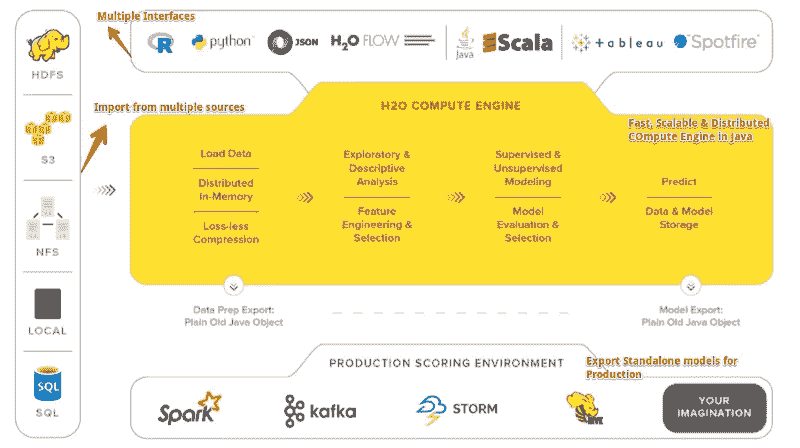 Multiple Interfaces
R
python
JSON
H2O FLOW
Java
Scala
+ a b l e a u
Spotfire
HDFS
Import from multiple sources
S3
NFS
LOCAL
SQL
SQL
H2O COMPUTE ENGINE
Fast, Scalable & Distributed
COmpute Engine in Java
Load Data
Distributed
In-Memory
Loss-less
Compression
Exploratory &
Descriptive
Analysis
Feature
Engineering &
Selection
Supervised &
Unsupervised
Modeling
Model
Evaluation &
Selection
Predict
Data & Model
Storage
Data Prep Export:
Plain Old Java Object
Model Export:
Plain Old Java Object
PRODUCTION SCORING ENVIRONMENT
Export Standalone models for
Production
Spark
kafka
STORM
HIVE
YOUR
IMAGINATION